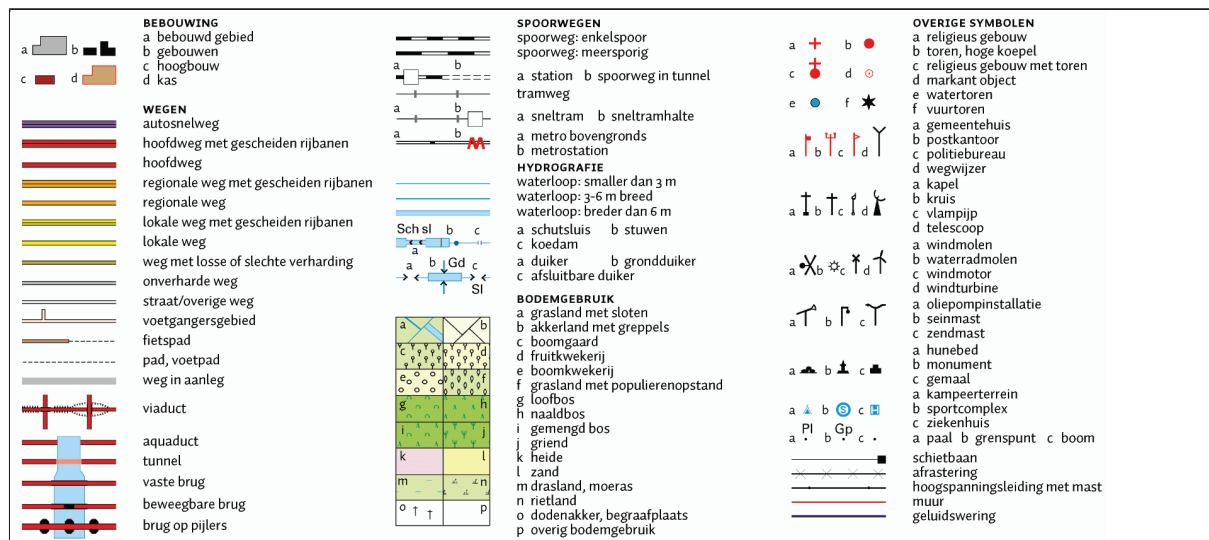 BEBOUWING
a b
a bebouwd gebied
b gebouwen
c d
c hoogbouw
d kas
WEGEN
autosnelweg
hoofdweg met gescheiden rijbanen
hoofdweg
regionale weg met gescheiden rijbanen
regionale weg
lokale weg met gescheiden rijbanen
lokale weg
weg met losse of slechte verharding
onverharde weg
straat/overige weg
voetgangersgebied
fietspad
pad, voetpad
weg in aanleg
viaduct
aquaduct
tunnel
vaste brug
beweegbare brug
brug op pijlers
SPOORWEGEN
spoorweg: enkelspoor
spoorweg: meersporig
a b
a station b spoorweg in tunnel
tramweg
a b
a sneltram b sneltramhalte
a b
a metro bovengronds
b metrostation
HYDROGRAFIE
waterloop: smaller dan 3 m
waterloop: 3-6 m breed
waterloop: breder dan 6 m
Sch sl b c
a
a schutsluis b stuwen
c koedam
a b Gd c
Sl
a duiker b grondduiker
c afsluitbare duiker
BODEMGEBRUIK
a b
c d
e f
g h
i j
k l
m n
o p
a grasland met sloten
b akkerland met greppels
c boomgaard
d fruitkwekerij
e boomkwekerij
f grasland met populierenopstand
g loofbos
h naaldbos
i gemengd bos
j griend
k heide
l zand
m drasland, moeras
n rietland
o dodenakker, begraafplaats
p overig bodemgebruik
OVERIGE SYMBOLEN
a b
c d
e f
a religieus gebouw
b toren, hoge koepel
c religieus gebouw met toren
d markant object
e watertoren
f vuurtoren
a b c d
a gemeentehuis
b postkantoor
c politiebureau
d wegwijzer
a b c d
a kapel
b kruis
c vlampijp
d telescoop
a b c d
a windmolen
b waterradmolen
c windmotor
d windturbine
a b c
a oliepompinstallatie
b seinmast
c zendmast
a b c
a hunebed
b monument
c gemaal
a b S c H
a kampeerterrein
b sportcomplex
c ziekenhuis
Pl Gp
a b c
a paal b grenspunt c boom
schietbaan
afrastering
hoogspanningsleiding met mast
muur
geluidswering